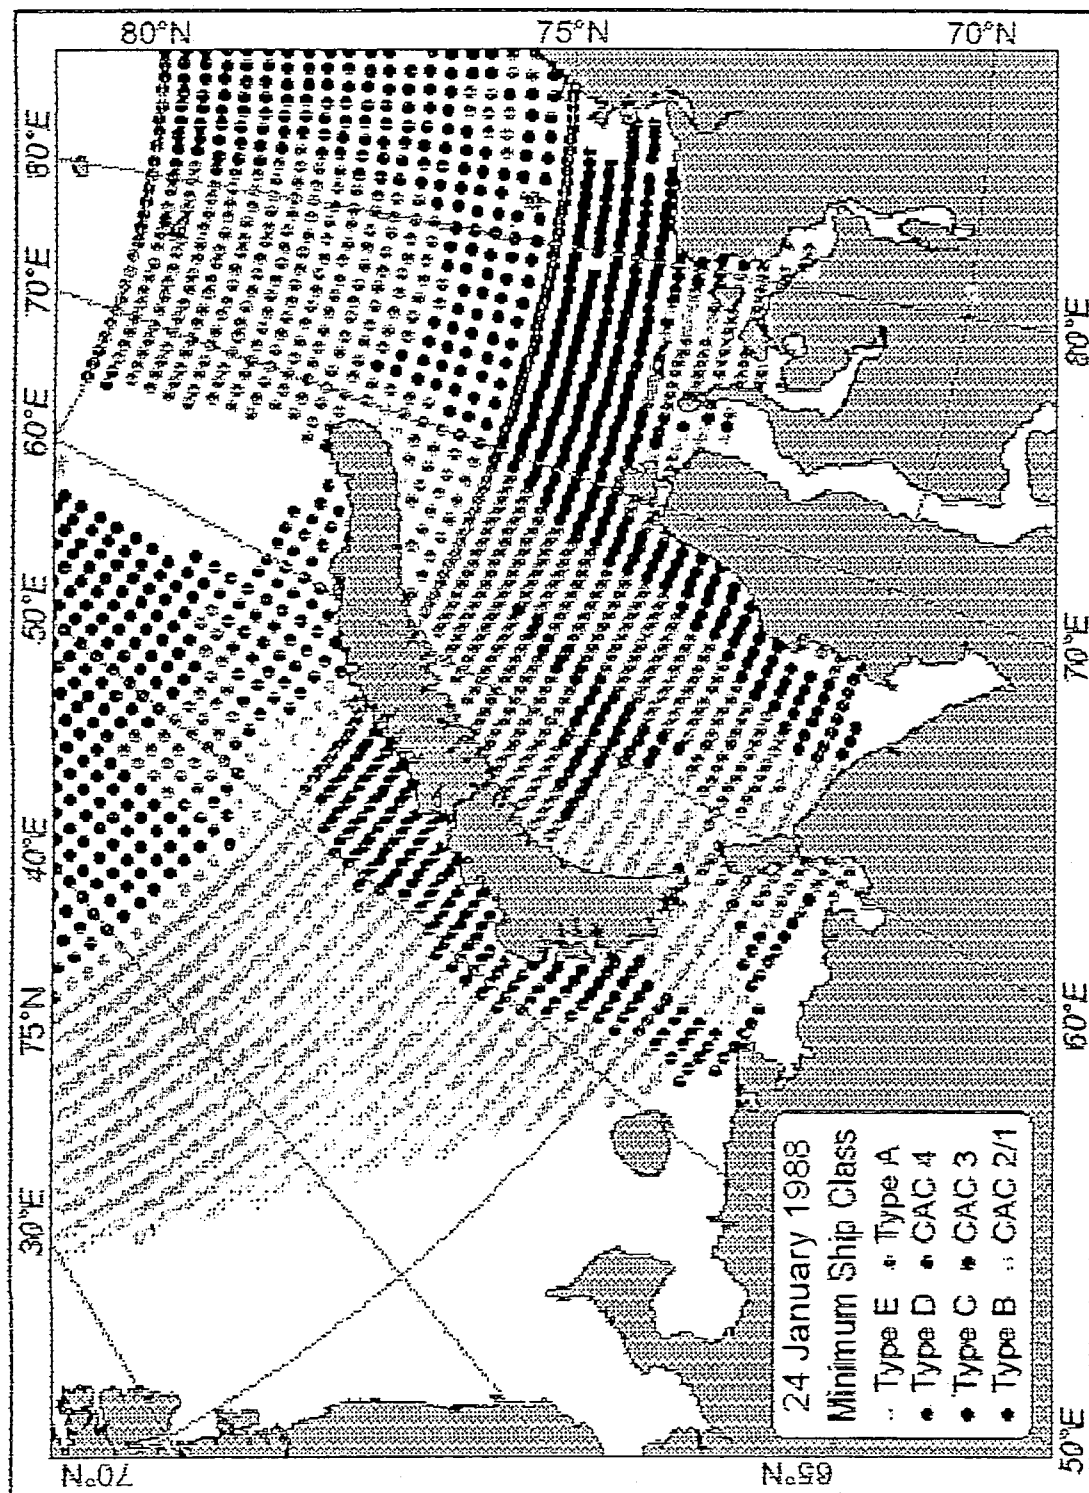 80°N
75°N
70°N
80°E
70°E
60°E
50°E
40°E
75°N
30°E
70°N
65°N
50°E
60°E
70°E
80°E
24 January 1988
Minimum Ship Class
Type E Type A
Type D CAC 4
Type C CAC 3
Type B CAC 2/1